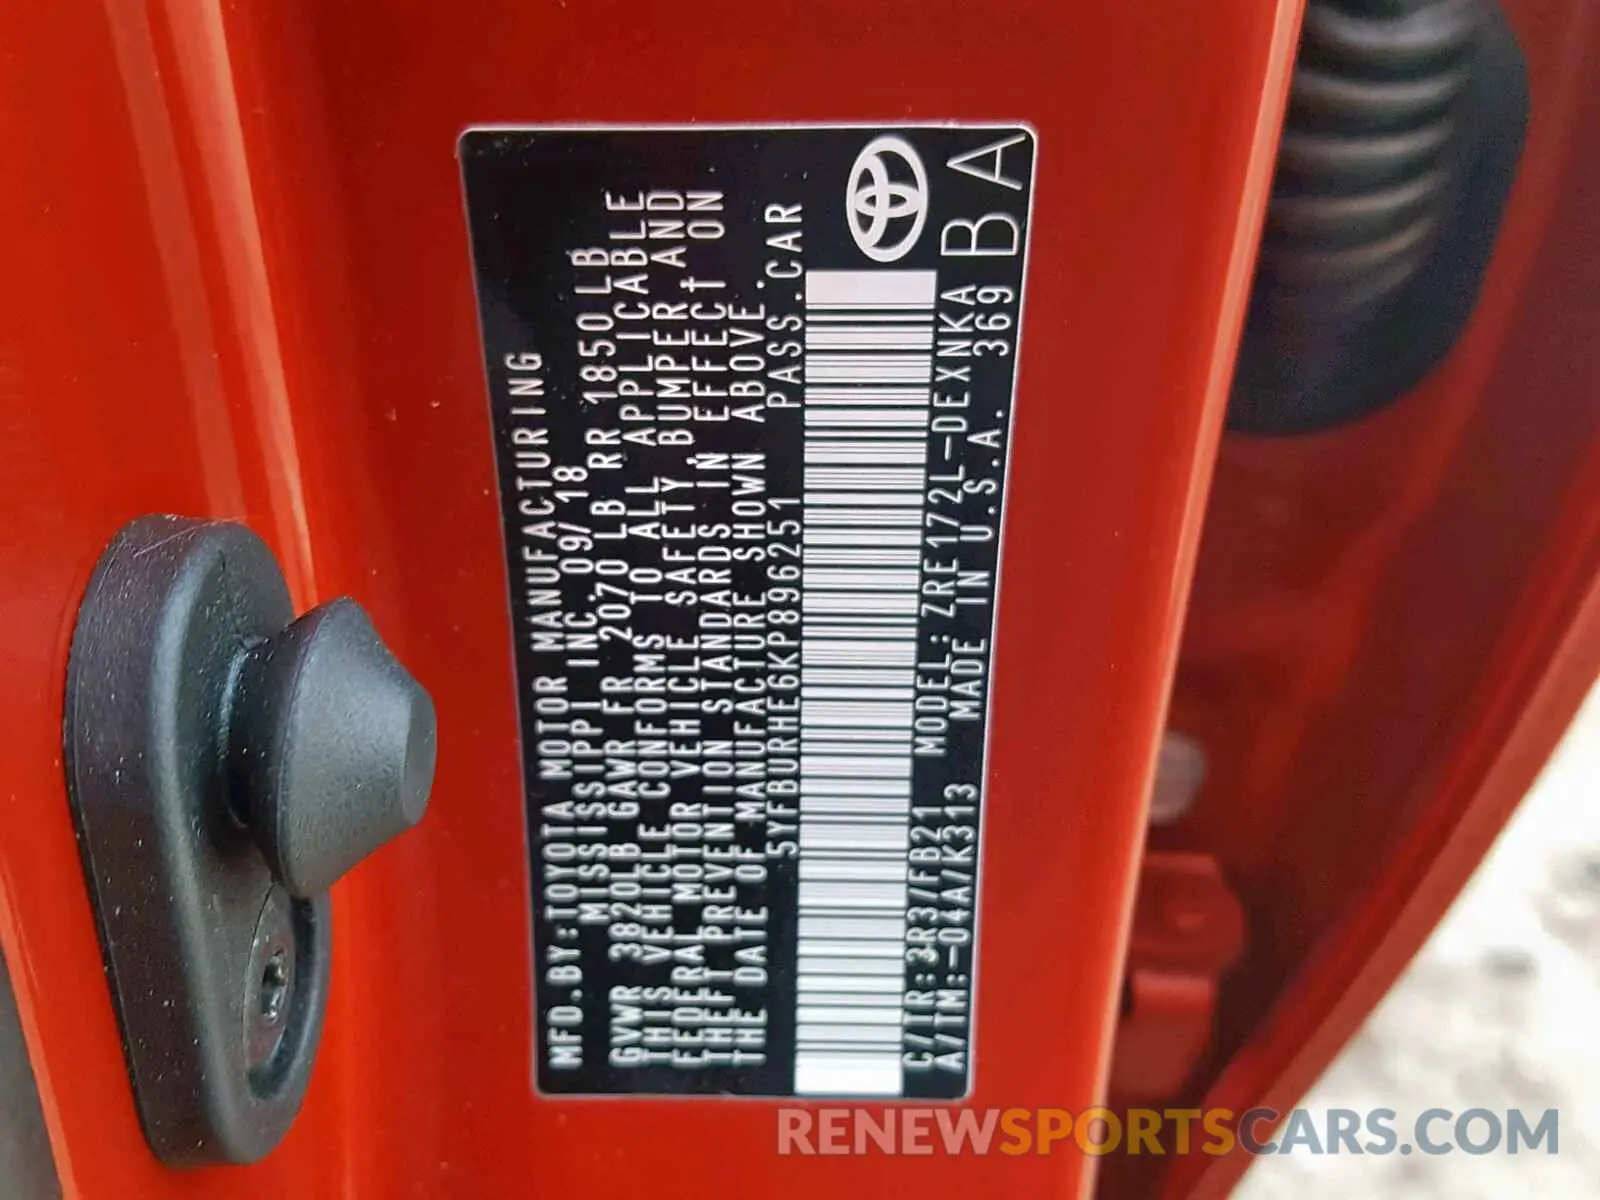 MFD.BY:TOYOTA MOTOR MANUFACTURING
MISSISSIPPI INC. 09/18
GVWR 3820LB GAWR FR 2070LB RR 1850LB
THIS VEHICLE CONFORMS TO ALL APPLICABLE
FEDERAL MOTOR VEHICLE SAFETY, BUMPER, AND
THEFT PREVENTION STANDARDS IN EFFECT ON
THE DATE OF MANUFACTURE SHOWN ABOVE.
5YFBURHE6KP896251 PASS.CAR
C/TR:3R3/FB21 MODEL:ZRE172L-DEXNKA
A/TM:-04A/K313 MADE IN U.S.A. 369
BA
RENEWSPORTSCARS.COM